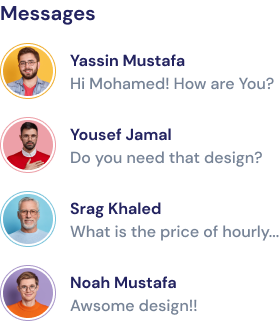 Messages
Yassin Mustafa
Hi Mohamed! How are You?
Yousef Jamal
Do you need that design?
Srag Khaled
What is the price of hourly...
Noah Mustafa
Awsome design!!